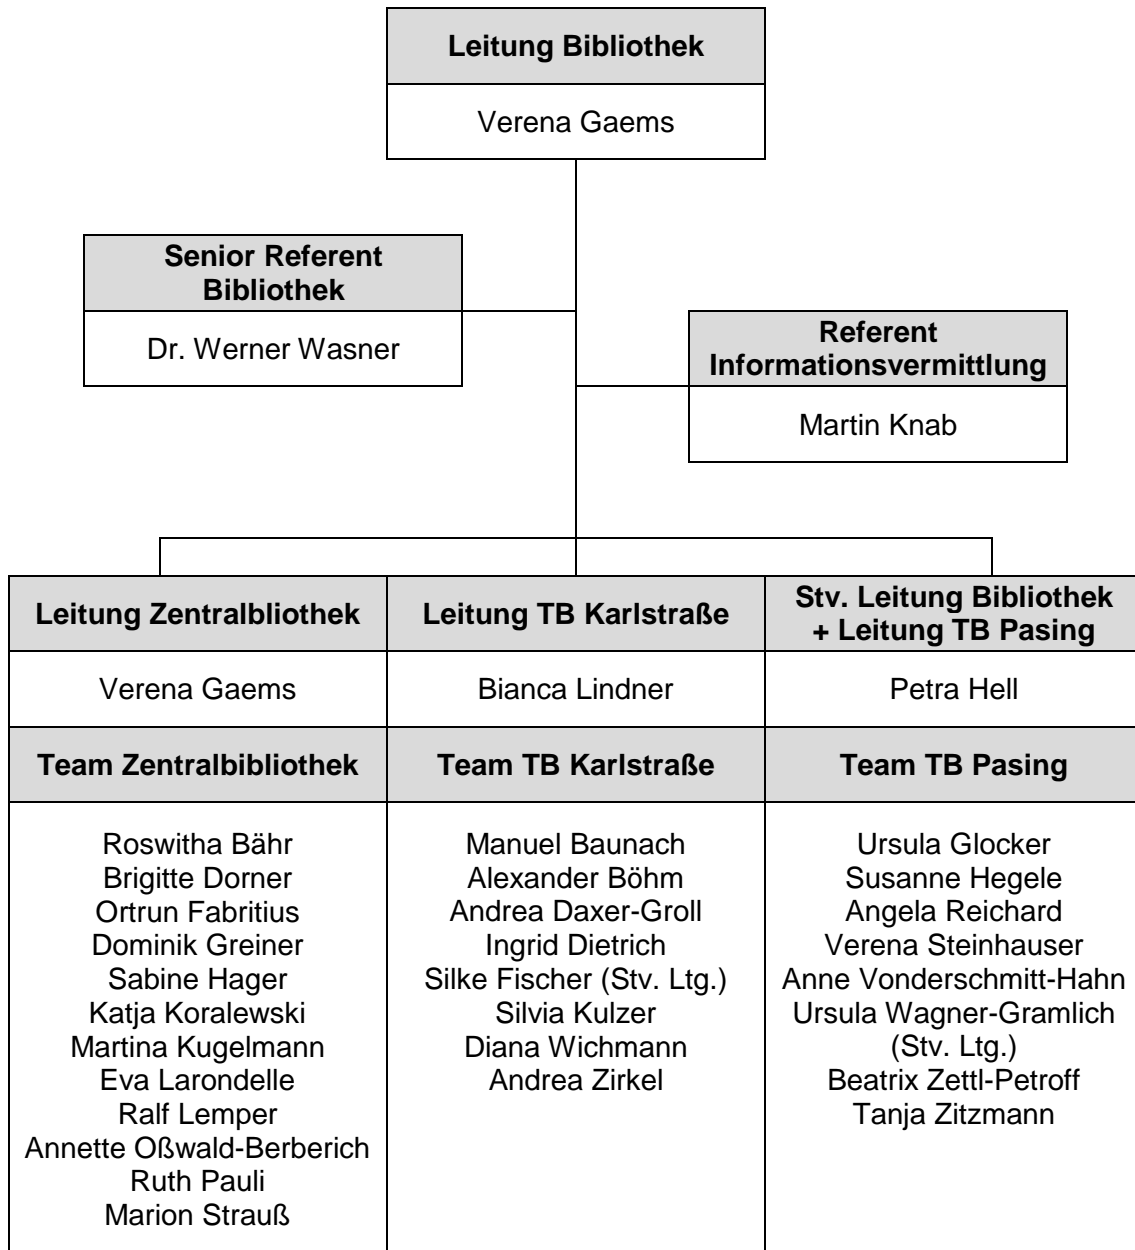 Leitung Bibliothek
Verena Gaems
Senior Referent
Bibliothek
Dr. Werner Wasner
Referent
Informationsvermittlung
Martin Knab
Leitung Zentralbliothek
Verena Gaems
Team Zentralbibliothek
Roswitha Bähr
Brigitte Dorner
Ortrun Fabritius
Dominik Greiner
Sabine Hager
Katja Koralewski
Martina Kugelmann
Eva Larondelle
Ralf Lemper
Annette Oßwald-Berberich
Ruth Pauli
Marion Strauß
Leitung TB Karlstraße
Bianca Lindner
Team TB Karlstraße
Manuel Baunach
Alexander Böhm
Andrea Daxer-Groll
Ingrid Dietrich
Silke Fischer (Stv. Ltg.)
Silvia Kulzer
Diana Wichmann
Andrea Zirkel
Stv. Leitung Bibliothek
+ Leitung TB Pasing
Petra Hell
Team TB Pasing
Ursula Glocker
Susanne Hegele
Angela Reichard
Verena Steinhauser
Anne Vonderschmitt-Hahn
Ursula Wagner-Gramlich
(Stv. Ltg.)
Beatrix Zettl-Petroff
Tanja Zitzmann